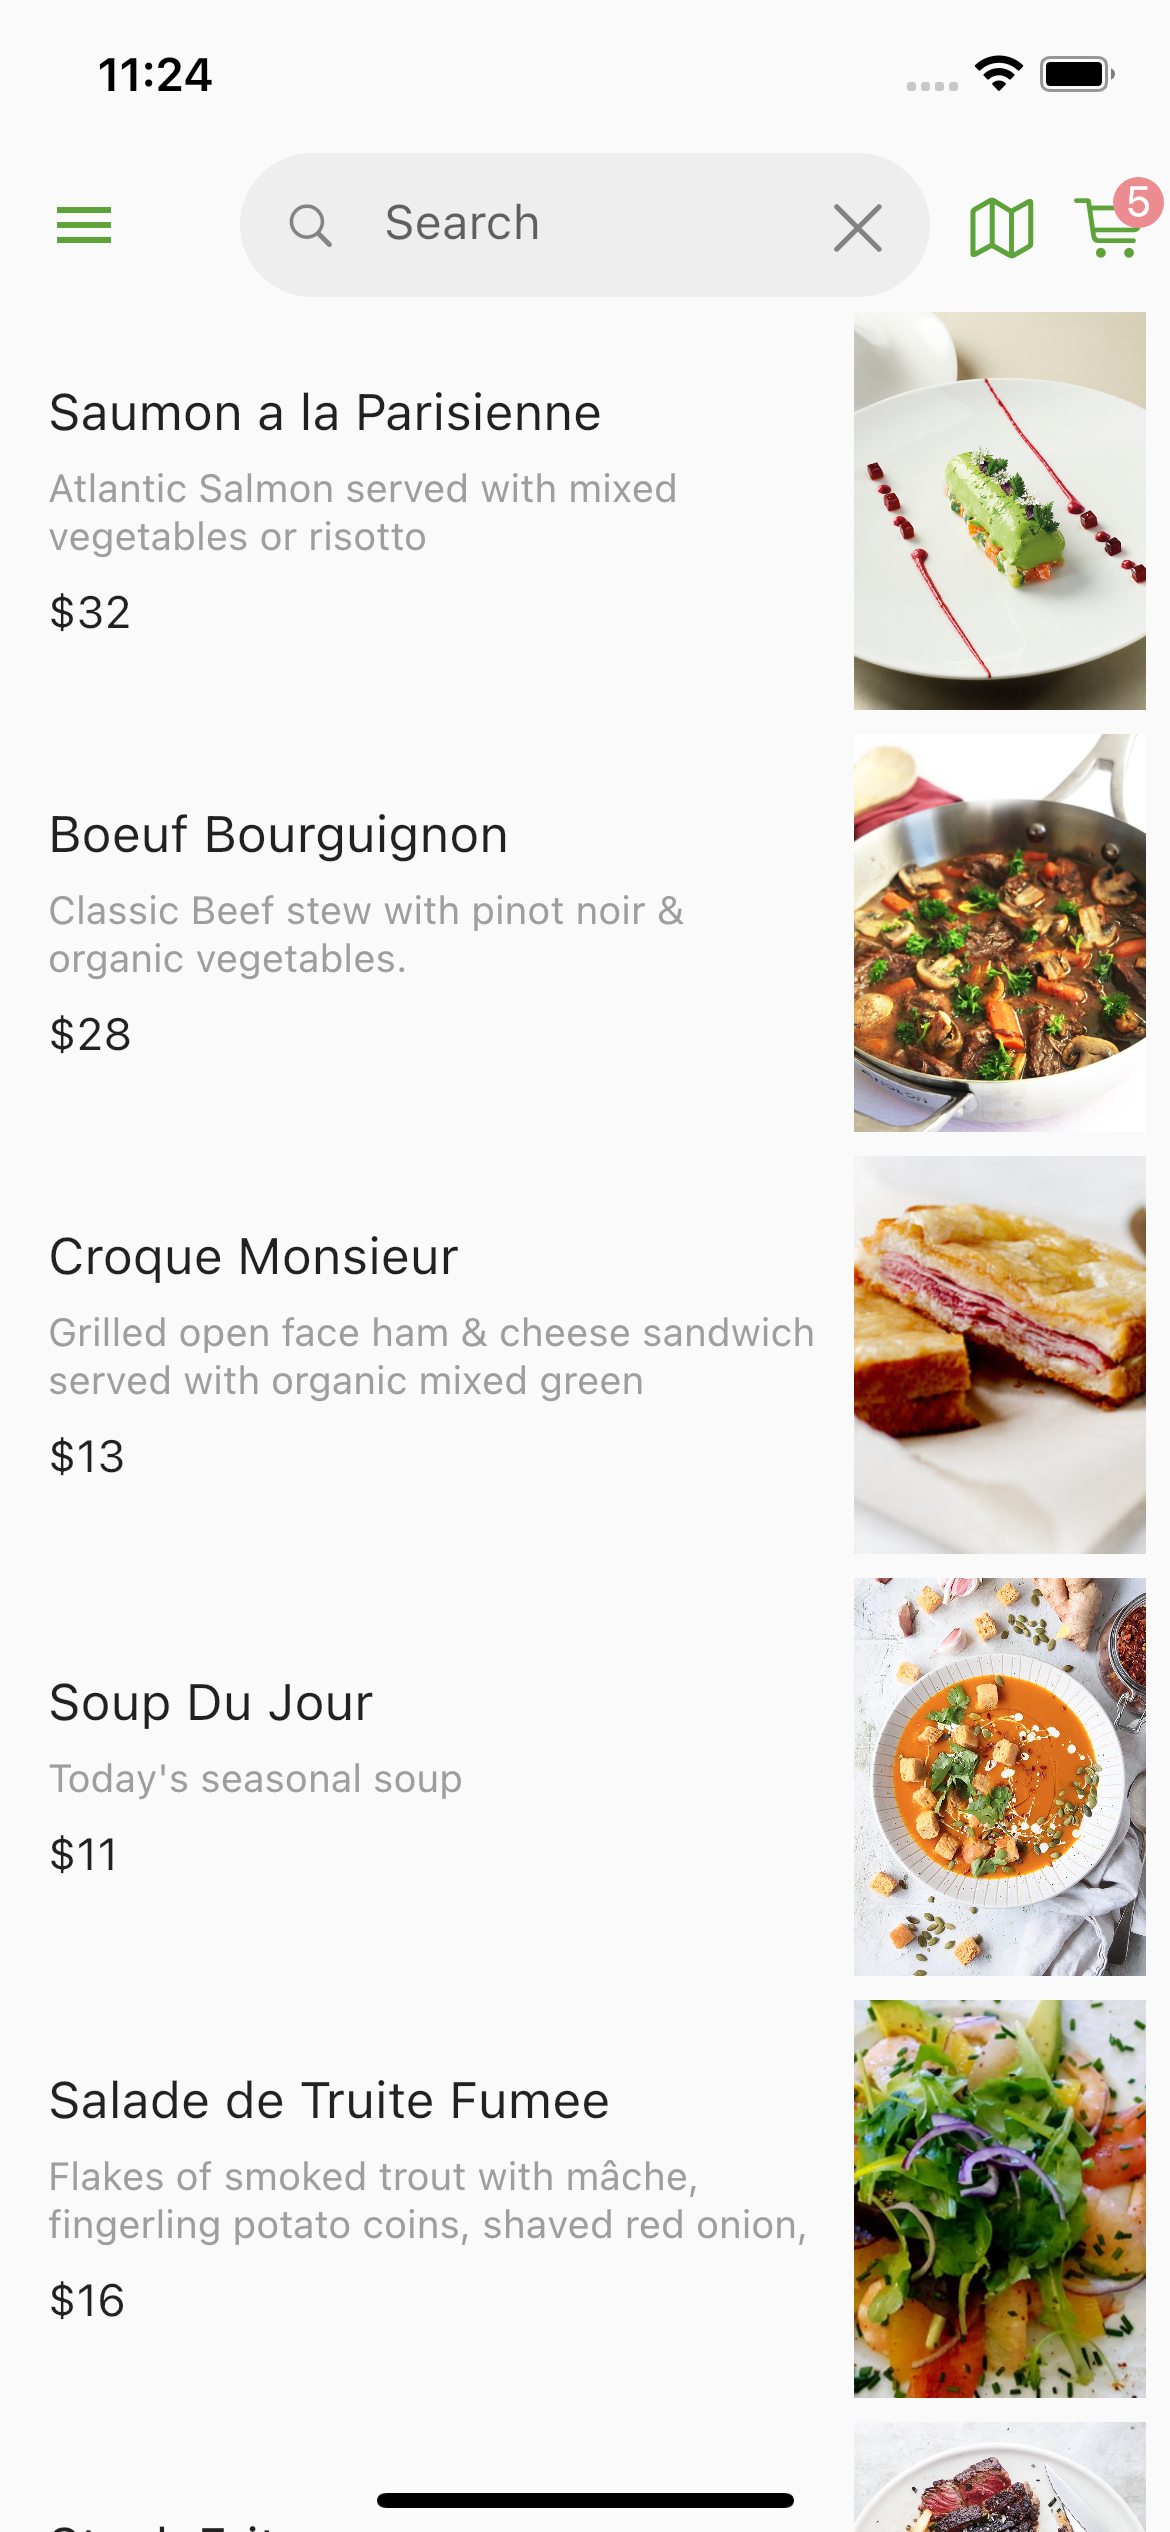 11:24
Search
5
Saumon a la Parisienne
Atlantic Salmon served with mixed
vegetables or risotto
$32
Boeuf Bourguignon
Classic Beef stew with pinot noir &
organic vegetables.
$28
Croque Monsieur
Grilled open face ham & cheese sandwich
served with organic mixed green
$13
Soup Du Jour
Today's seasonal soup
$11
Salade de Truite Fumee
Flakes of smoked trout with mâche,
fingerling potato coins, shaved red onion,
$16